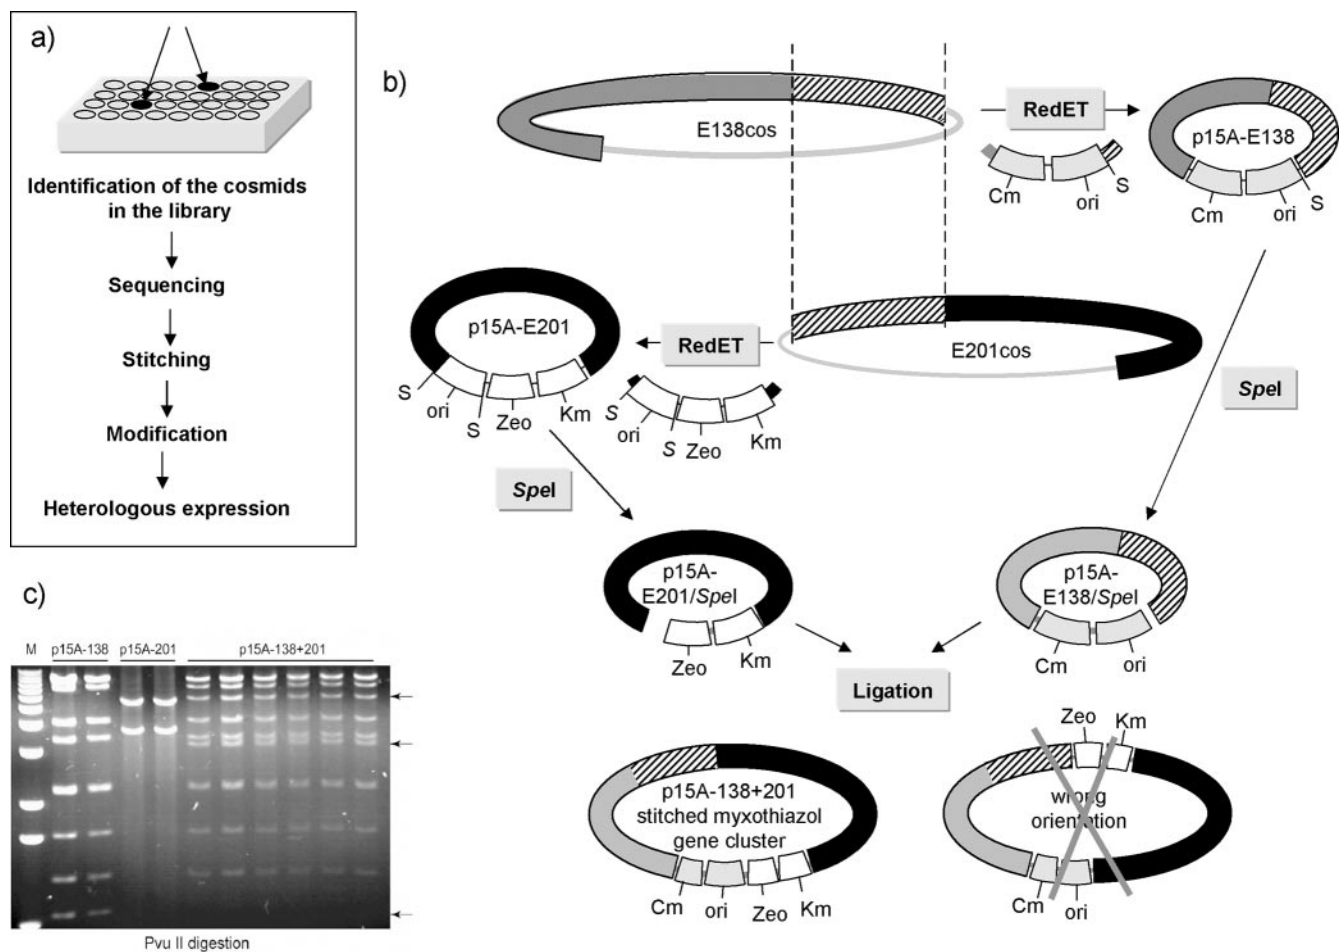 a)
Identification of the cosmids
in the library
Sequencing
Stitching
Modification
Heterologous expression
b)
E138cos
RedET
Cm
ori
S
p15A-E138
Cm
ori
S
p15A-E201
S
ori
S
Zeo
Km
RedET
S
ori
S
Zeo
Km
E201cos
SpeI
SpeI
p15A-
E201/SpeI
Zeo
Km
p15A-
E138/SpeI
Cm
ori
Ligation
p15A-138+201
stitched myxothiazol
gene cluster
Cm
ori
Zeo
Km
Zeo
Km
wrong
orientation
Cm
ori
c)
M p15A-138 p15A-201 p15A-138+201
Pvu II digestion